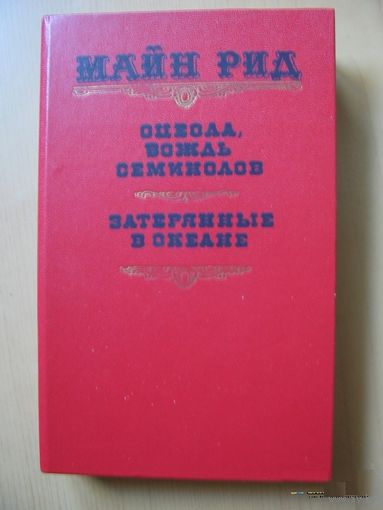 МАЙН РИД
ОЦЕОЛА,
ВОЖДЬ
СЕМИНОЛОВ
ЗАТЕРЯННЫЕ
В ОКЕАНЕ